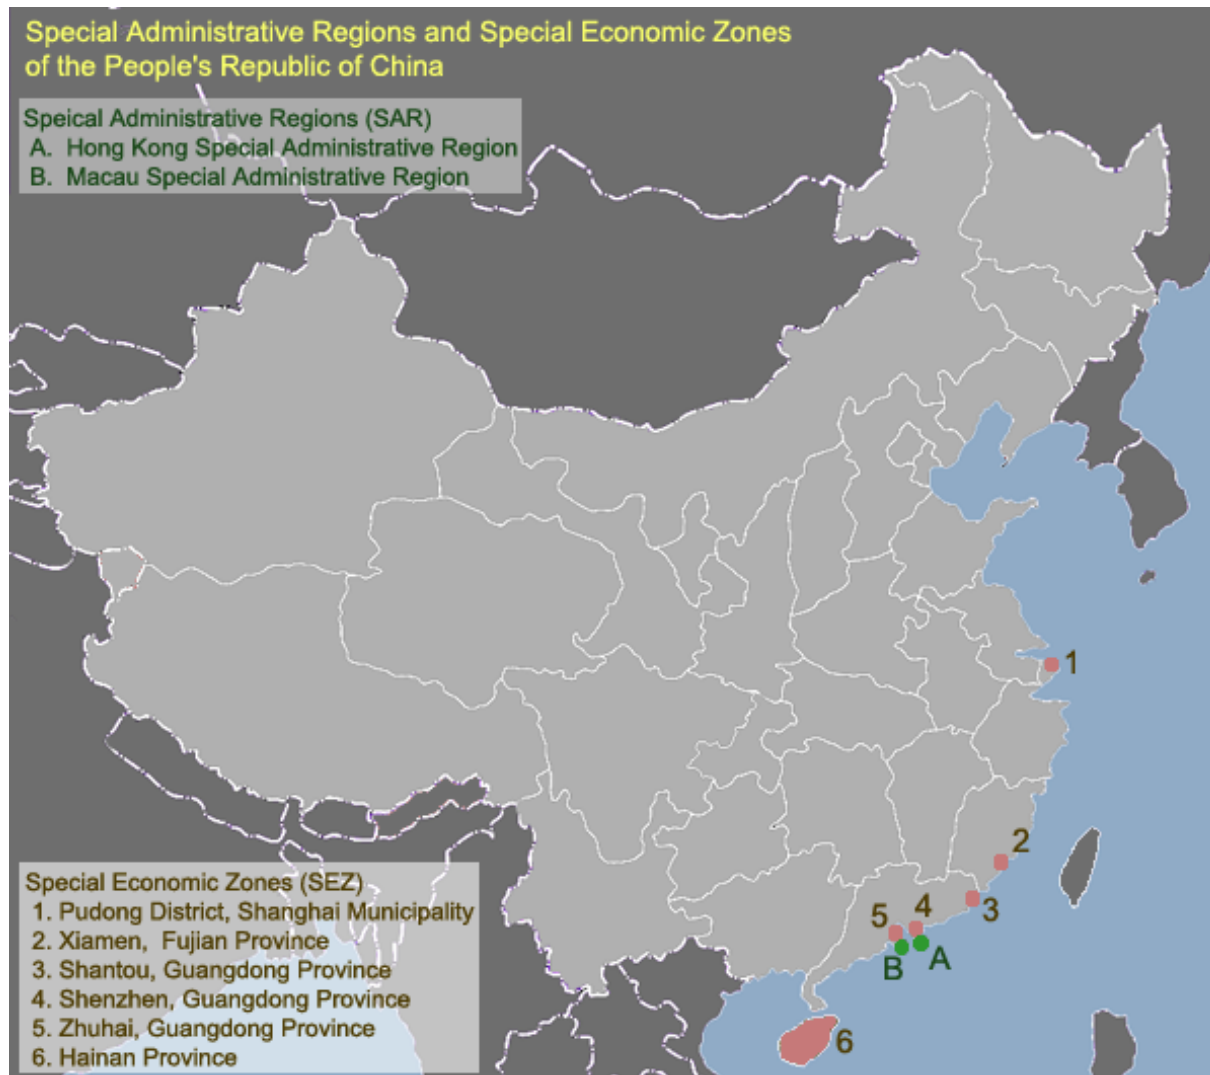 Special Administrative Regions and Special Economic Zones
of the People's Republic of China
Speical Administrative Regions (SAR)
A. Hong Kong Special Administrative Region
B. Macau Special Administrative Region
1
2
3
4
5
A
B
6
Special Economic Zones (SEZ)
1. Pudong District, Shanghai Municipality
2. Xiamen, Fujian Province
3. Shantou, Guangdong Province
4. Shenzhen, Guangdong Province
5. Zhuhai, Guangdong Province
6. Hainan Province